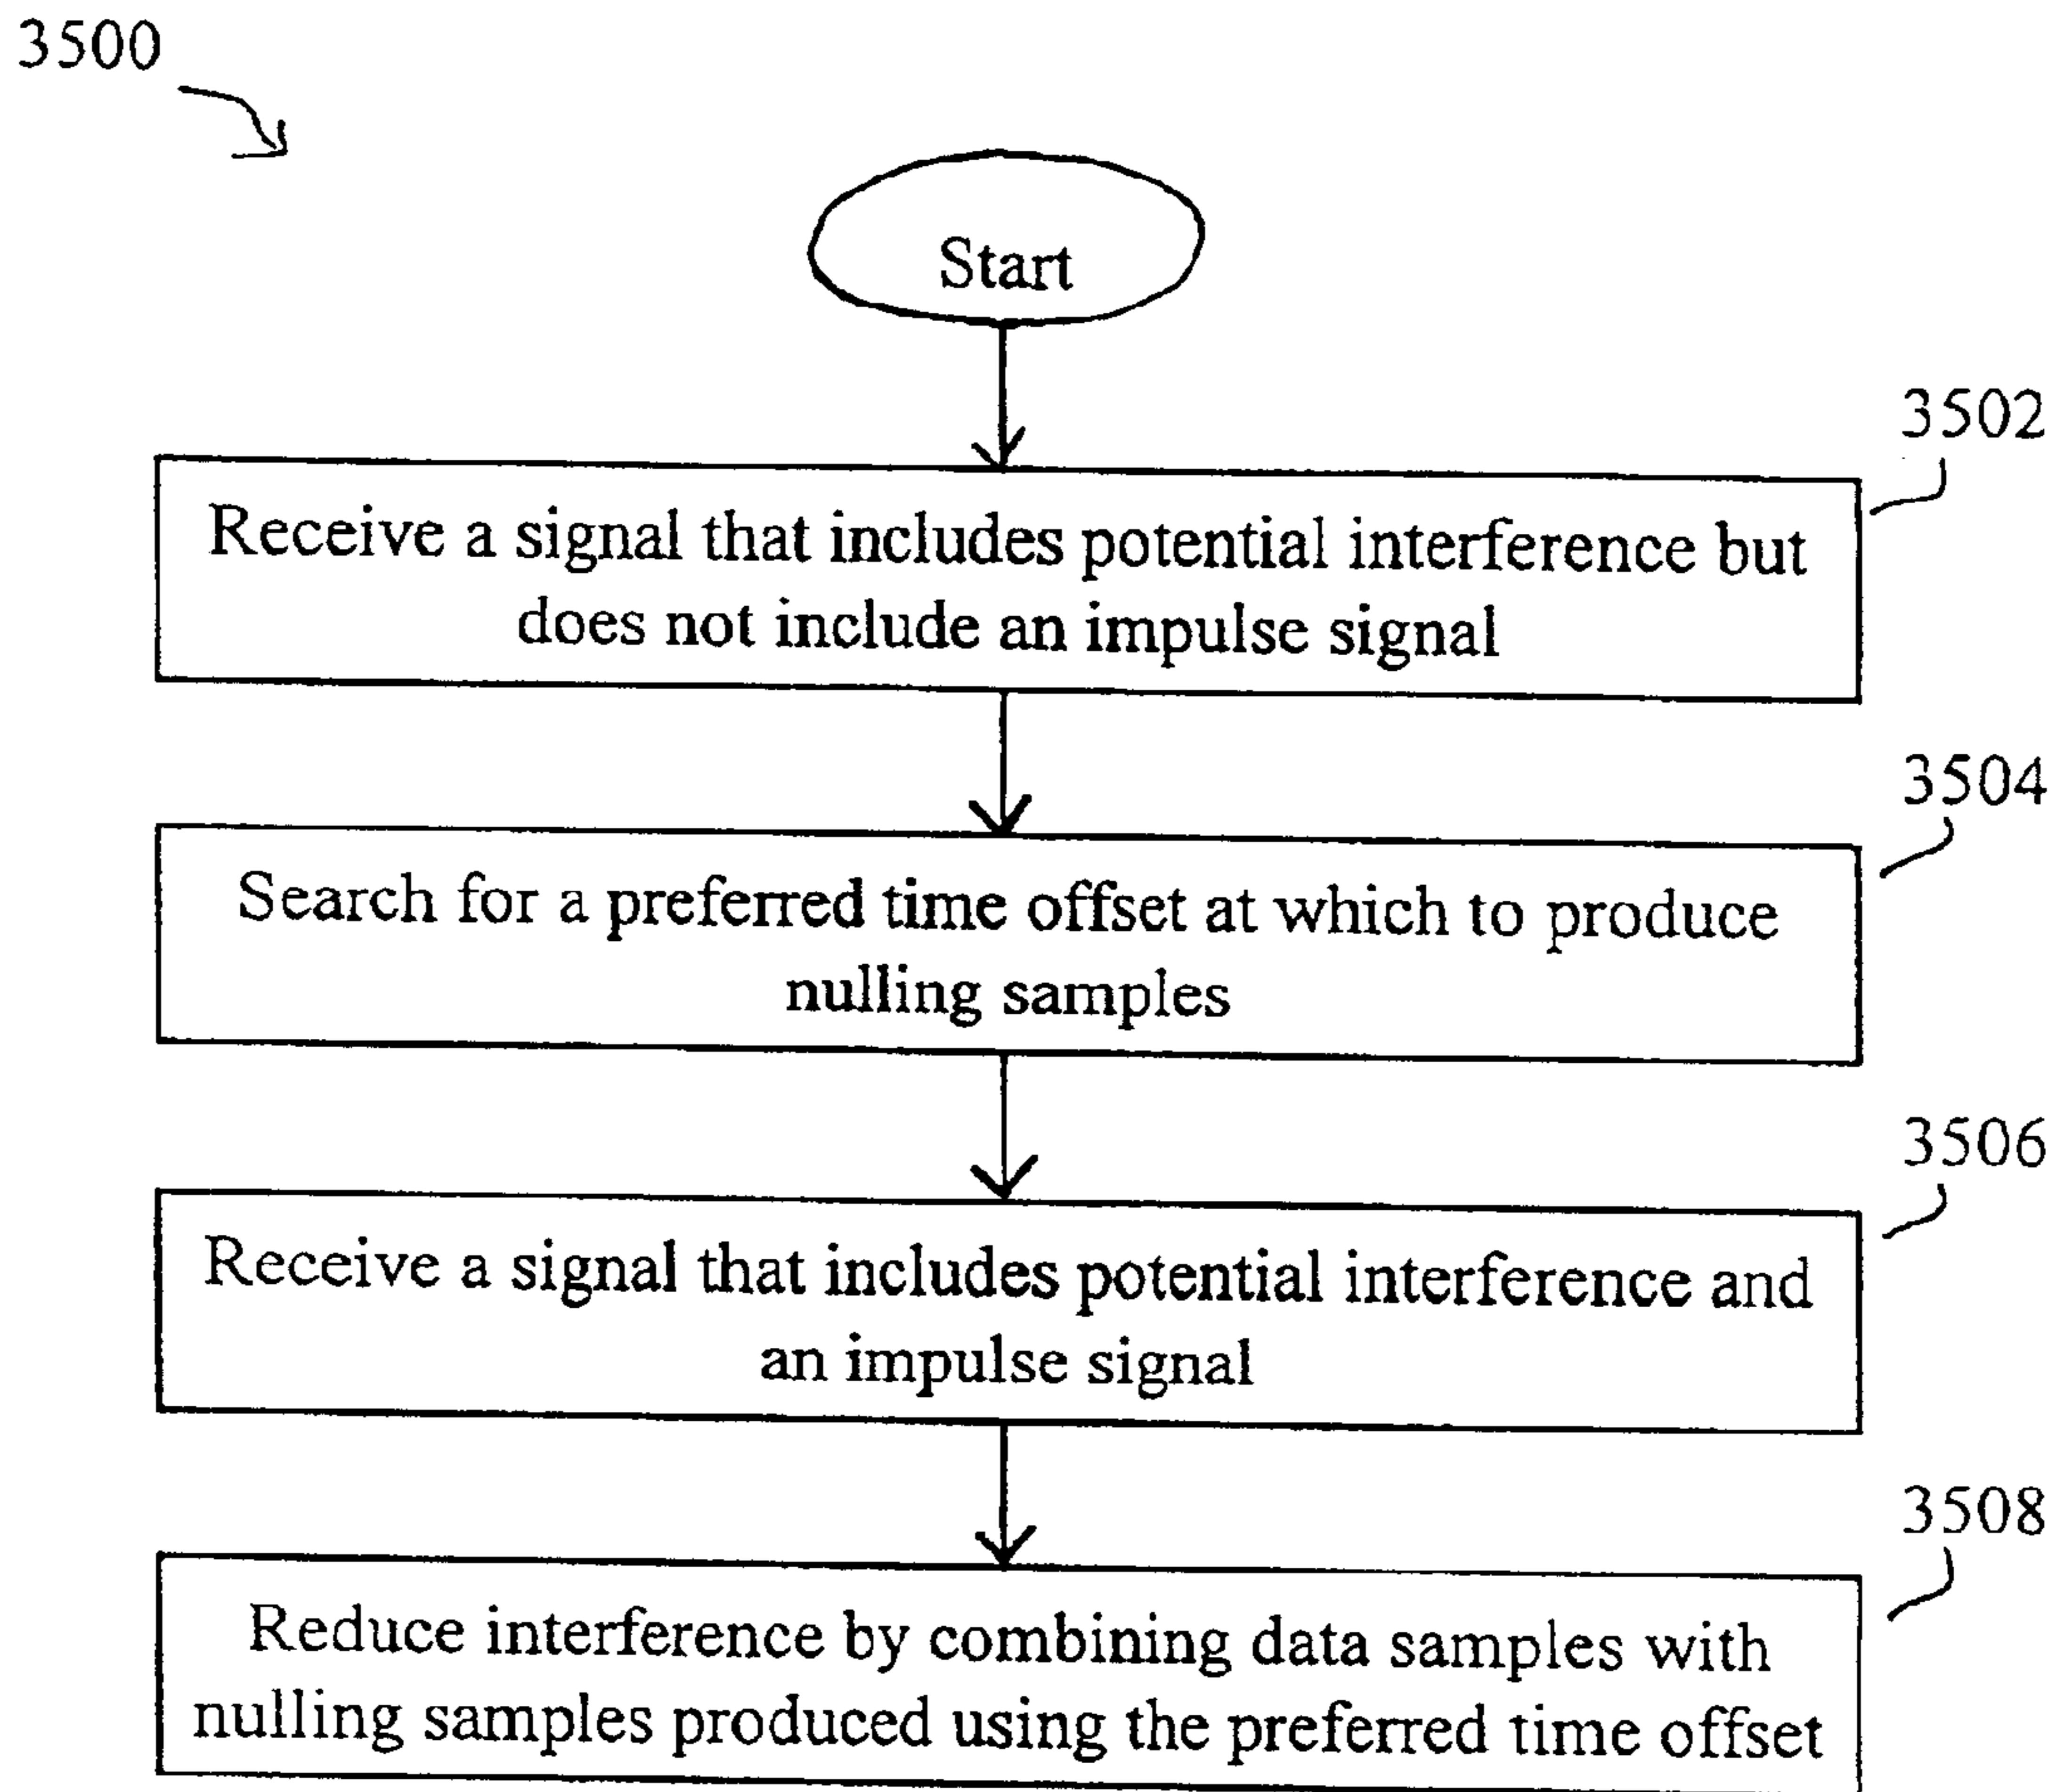 3500
Start
3502
Receive a signal that includes potential interference but
does not include an impulse signal
3504
Search for a preferred time offset at which to produce
nulling samples
3506
Receive a signal that includes potential interference and
an impulse signal
3508
Reduce interference by combining data samples with
nulling samples produced using the preferred time offset